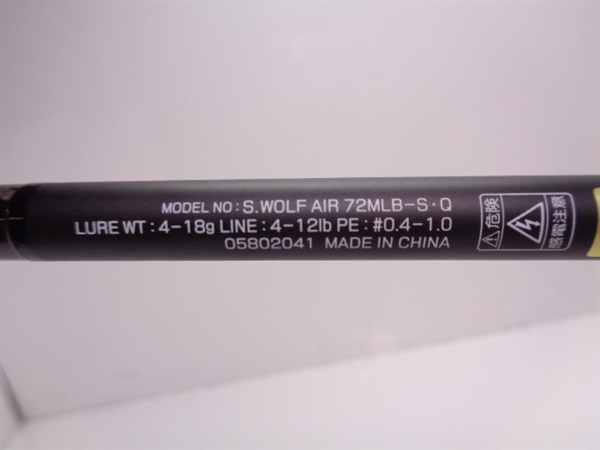 MODEL NO : S.WOLF AIR 72MLB-S・Q
LURE WT : 4-18g LINE : 4-12lb PE : #0.4-1.0
05802041 MADE IN CHINA
危険
感電注意